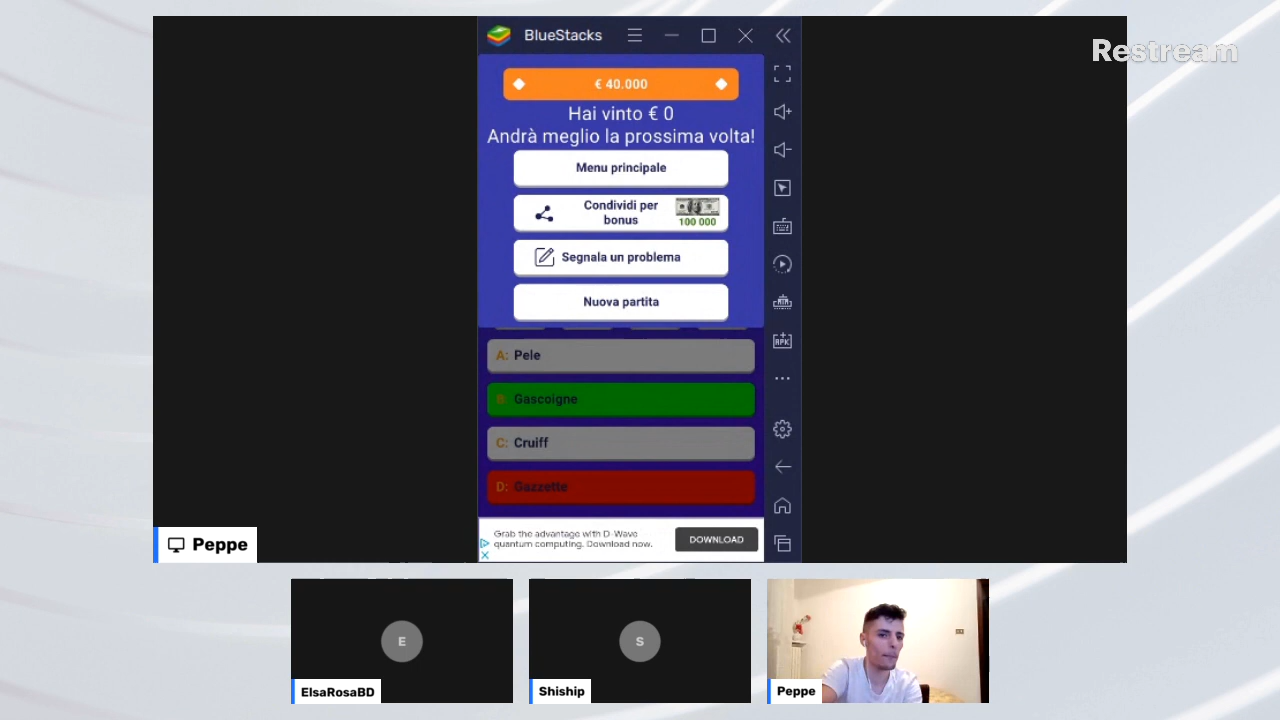 BlueStacks
Restream
€ 40.000
Hai vinto € 0
Andrà meglio la prossima volta!
Menu principale
Condividi per
bonus
100 000
Segnala un problema
Nuova partita
A: Pele
B: Gascoigne
C: Cruiff
D: Gazzette
APK
Grab the advantage with D-Wave
quantum computing. Download now.
DOWNLOAD
Peppe
E
S
ElsaRosaBD
Shiship
Peppe